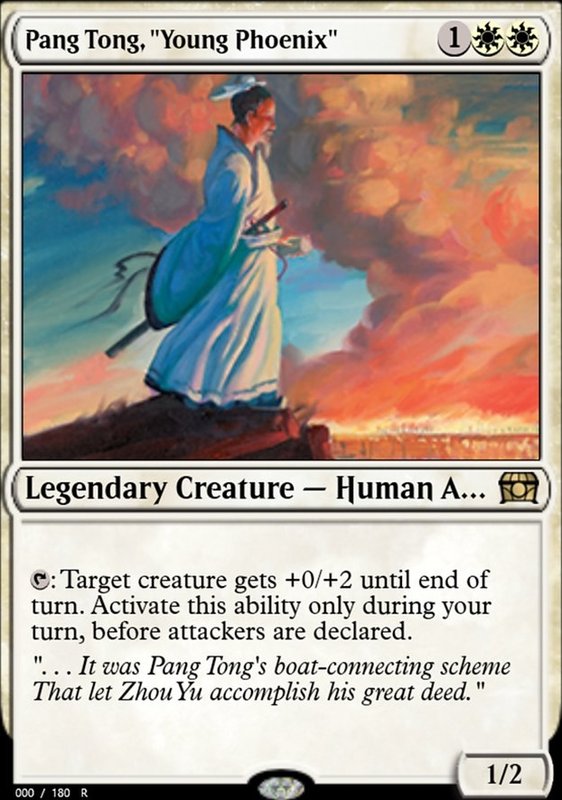 Pang Tong, "Young Phoenix" 1
Legendary Creature — Human A...
: Target creature gets +0/+2 until end of
turn. Activate this ability only during your
turn, before attackers are declared.
". . . It was Pang Tong's boat-connecting scheme
That let Zhou Yu accomplish his great deed."
1/2
000 / 180 R